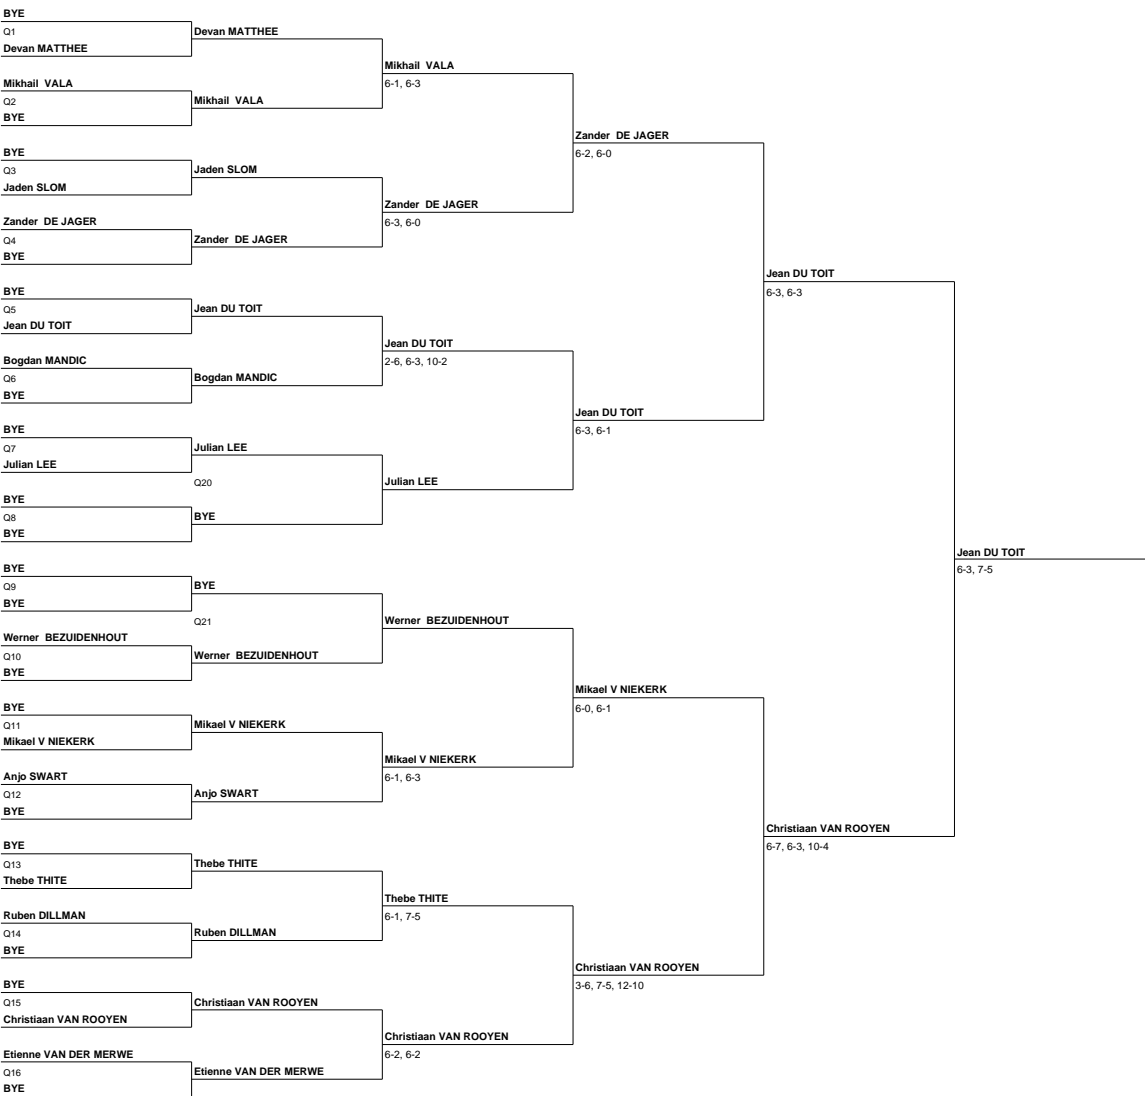 BYE
Q1
Devan MATTHEE
Mikhail  VALA
Q2
BYE
BYE
Q3
Jaden SLOM
Zander  DE JAGER
Q4
BYE
BYE
Q5
Jean DU TOIT
Bogdan MANDIC
Q6
BYE
BYE
Q7
Julian LEE
BYE
Q8
BYE
BYE
Q9
BYE
Werner  BEZUIDENHOUT
Q10
BYE
BYE
Q11
Mikael V NIEKERK
Anjo SWART
Q12
BYE
BYE
Q13
Thebe THITE
Ruben DILLMAN
Q14
BYE
BYE
Q15
Christiaan VAN ROOYEN
Etienne VAN DER MERWE
Q16
BYE
Devan MATTHEE
Mikhail  VALA
Jaden SLOM
Zander  DE JAGER
Jean DU TOIT
Bogdan MANDIC
Julian LEE
Q20
BYE
BYE
Q21
Werner  BEZUIDENHOUT
Mikael V NIEKERK
Anjo SWART
Thebe THITE
Ruben DILLMAN
Christiaan VAN ROOYEN
Etienne VAN DER MERWE
Mikhail  VALA
6-1, 6-3
Zander  DE JAGER
6-3, 6-0
Jean DU TOIT
2-6, 6-3, 10-2
Julian LEE
Werner  BEZUIDENHOUT
Mikael V NIEKERK
6-1, 6-3
Thebe THITE
6-1, 7-5
Christiaan VAN ROOYEN
6-2, 6-2
Zander  DE JAGER
6-2, 6-0
Jean DU TOIT
6-3, 6-1
Mikael V NIEKERK
6-0, 6-1
Christiaan VAN ROOYEN
3-6, 7-5, 12-10
Jean DU TOIT
6-3, 6-3
Christiaan VAN ROOYEN
6-7, 6-3, 10-4
Jean DU TOIT
6-3, 7-5